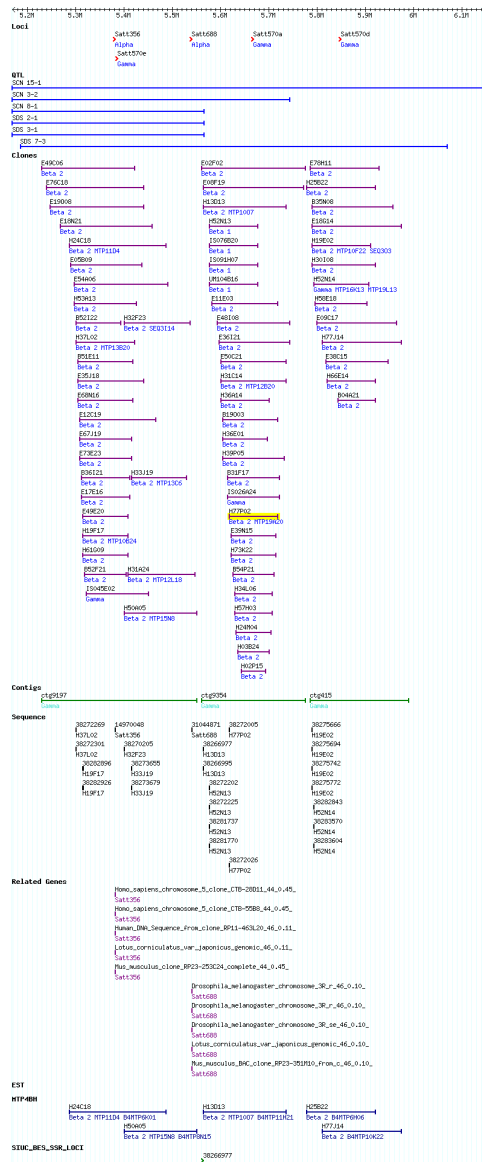 5.2M 5.3M 5.4M 5.5M 5.6M 5.7M 5.8M 5.9M 6M 6.1M
Loci
Satt356 Satt688 Satt570a Satt570d
Alpha Alpha Gamma Gamma
Satt570e
Gamma
QTL
SCN 15-1
SCN 3-2
SCN 8-1
SDS 2-1
SDS 3-1
SDS 7-3
Clones
E49C06 E02F02 E78H11
Beta 2 Beta 2 Beta 2
E76C18 E08F19 H25B22
Beta 2 Beta 2 Beta 2
E19D08 H13D13 B35N08
Beta 2 Beta 2 MTP10O7 Beta 2
E18N21 H52N13 E18G14
Beta 2 Beta 1 Beta 2
H24C18 IS076B20 H19E02
Beta 2 MTP11D4 Beta 1 Beta 2 MTP10F22 SEQ303
E05B09 IS091H07 H30I08
Beta 2 Beta 1 Beta 2
E54A06 UM104B16 H52N14
Beta 2 Beta 1 Gamma MTP16K13 MTP19L13
H53A13 E11E03 H58E18
Beta 2 Beta 2 Beta 2
B52I22 H32F23 E48I08 E09C17
Beta 2 Beta 2 SEQ3I14 Beta 2 Beta 2
H37L02 E36I21 H77J14
Beta 2 MTP13B20 Beta 2 Beta 2
B51E11 E50C21 E38C15
Beta 2 Beta 2 Beta 2
E35J18 H31C14 H66E14
Beta 2 Beta 2 MTP12B20 Beta 2
E68N16 H36A14 B04A21
Beta 2 Beta 2 Beta 2
E12C19 B19O03
Beta 2 Beta 2
E67J19 H36E01
Beta 2 Beta 2
E73E23 H39P05
Beta 2 Beta 2
B36I21 H33J19 B31F17
Beta 2 Beta 2 MTP13C6 Beta 2
E17E16 IS026A24
Beta 2 Gamma
E49E20 H77P02
Beta 2 Beta 2 MTP19A20
H19F17 E39N15
Beta 2 MTP10B24 Beta 2
H61G09 H73K22
Beta 2 Beta 2
B52F21 H31A24 B54P21
Beta 2 Beta 2 MTP12L18 Beta 2
IS045E02 H34L06
Gamma Beta 2
H50A05 H57H03
Beta 2 MTP15N8 Beta 2
H24M04
Beta 2
H03B24
Beta 2
H02P15
Beta 2
Contigs
ctg9197 ctg9354 ctg415
Gamma Gamma Gamma
Sequence
38272269 14970048 31044871 38272005 38275666
H37L02 Satt356 Satt688 H77P02 H19E02
38272301 38270205 38266977 38275694
H37L02 H32F23 H13D13 H19E02
38282896 38273655 38266995 38275742
H19F17 H33J19 H13D13 H19E02
38282926 38273679 38272202 38275772
H19F17 H33J19 H52N13 H19E02
38272225 38282843
H52N13 H52N14
38281737 38283570
H52N13 H52N14
38281770 38283604
H52N13 H52N14
38272026
H77P02
Related Genes
Homo_sapiens_chromosome_5_clone_CTB-28D11_44_0.45_
Satt356
Homo_sapiens_chromosome_5_clone_CTB-55B8_44_0.45_
Satt356
Human_DNA_Sequence_from_clone_RP11-463L20_46_0.11_
Satt356
Lotus_corniculatus_var_japonicus_genomic_46_0.11_
Satt356
Mus_musculus_clone_RP23-253C24_complete_44_0.45_
Satt356
Drosophila_melanogaster_chromosome_3R_r_46_0.10_
Satt688
Drosophila_melanogaster_chromosome_3R_r_46_0.10_
Satt688
Drosophila_melanogaster_chromosome_3R_se_46_0.10_
Satt688
Lotus_corniculatus_var_japonicus_genomic_46_0.10_
Satt688
Mus_musculus_BAC_clone_RP23-351M10_from_c_46_0.10_
Satt688
EST
MTP4BH
H24C18 H13D13 H25B22
Beta 2 MTP11D4 B4MTP6K01 Beta 2 MTP10O7 B4MTP11H21 Beta 2 B4MTP6H06
H50A05 H77J14
Beta 2 MTP15N8 B4MTP8N15 Beta 2 B4MTP10K22
SIUC_BES_SSR_LOCI
38266977